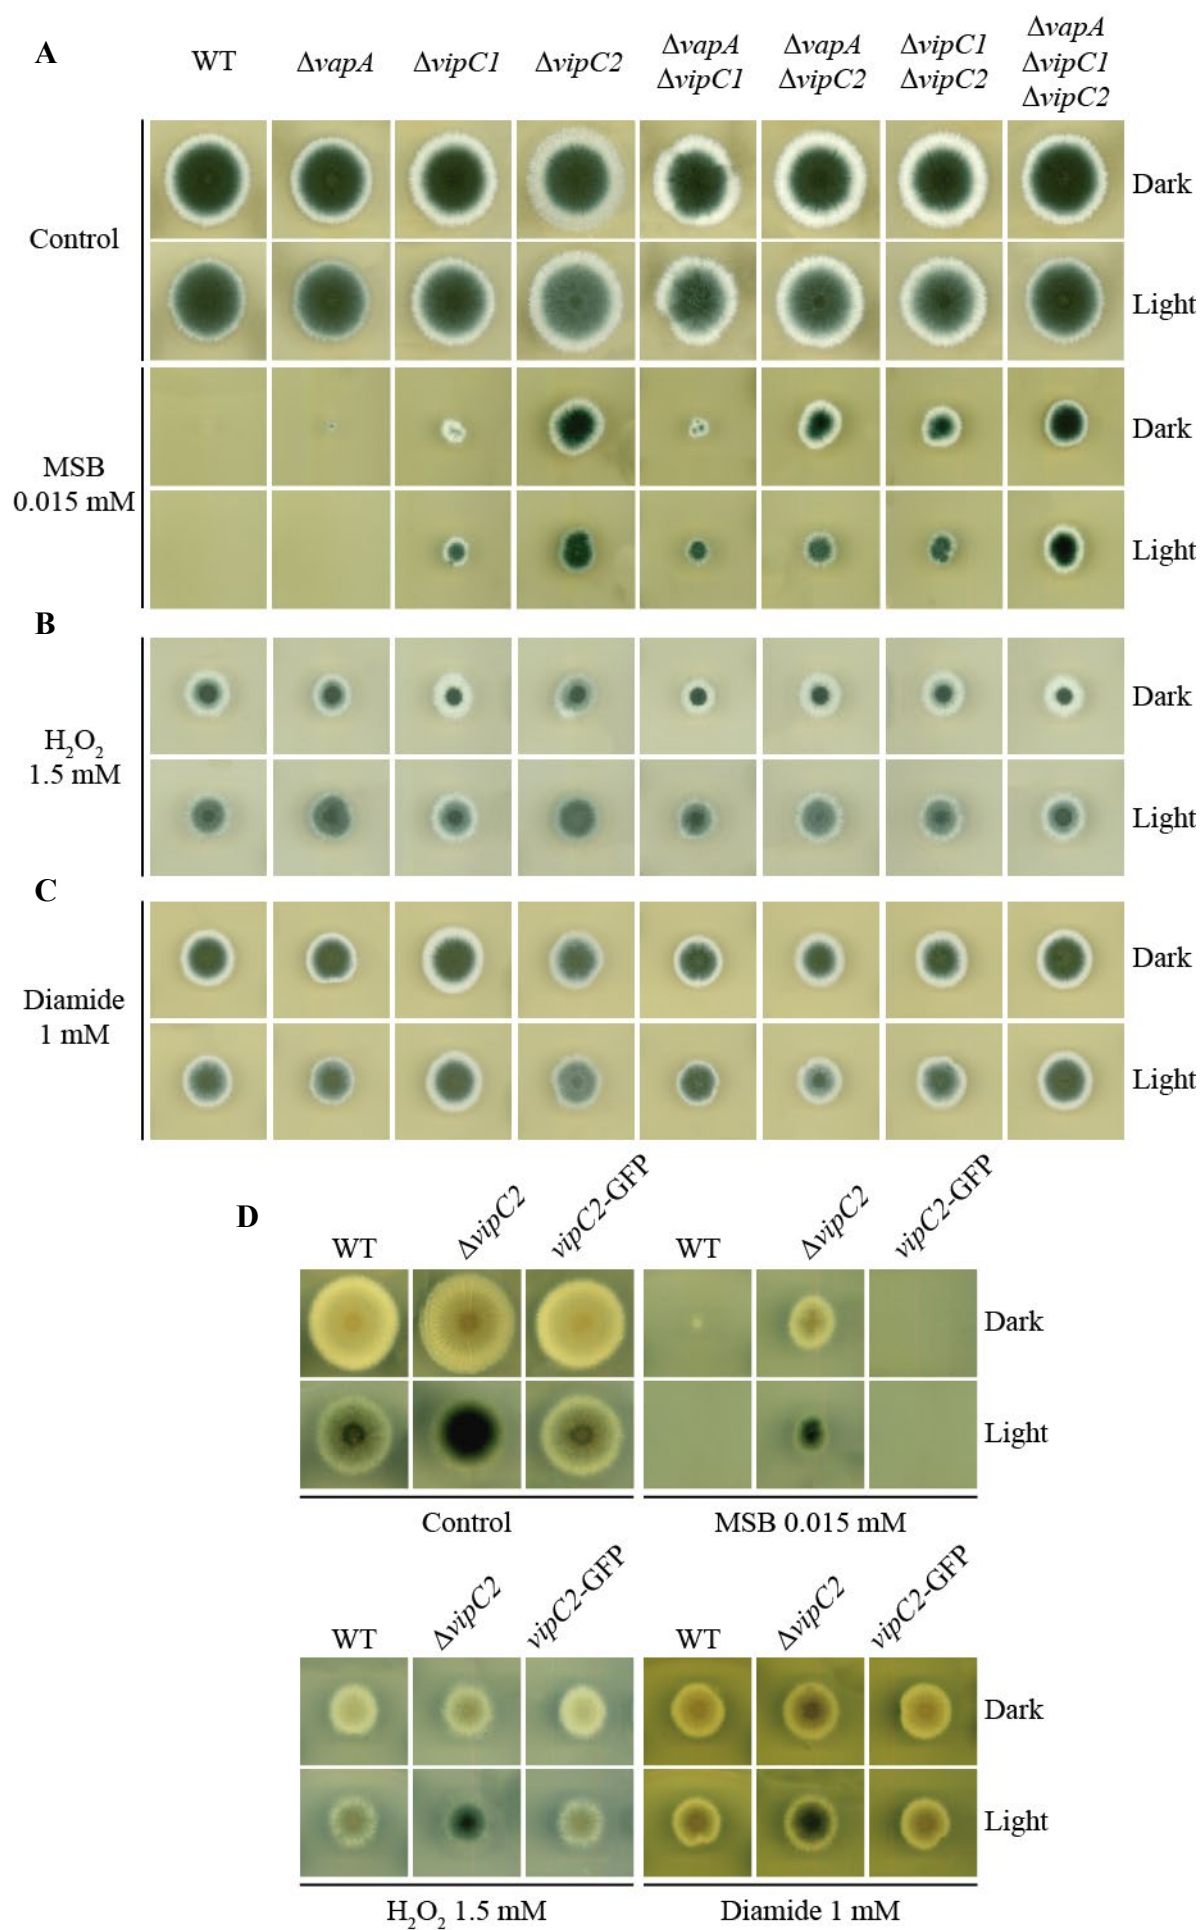 A
WT
ΔvapA
ΔvipC1
ΔvipC2
ΔvapA
ΔvipC1
ΔvapA
ΔvipC2
ΔvipC1
ΔvipC2
ΔvapA
ΔvipC1
ΔvipC2
Control
Dark
Light
MSB
0.015 mM
Dark
Light
B
H₂O₂
1.5 mM
Dark
Light
C
Diamide
1 mM
Dark
Light
D
WT
ΔvipC2
vipC2-GFP
WT
ΔvipC2
vipC2-GFP
Dark
Light
Control
MSB 0.015 mM
WT
ΔvipC2
vipC2-GFP
WT
ΔvipC2
vipC2-GFP
Dark
Light
H₂O₂ 1.5 mM
Diamide 1 mM